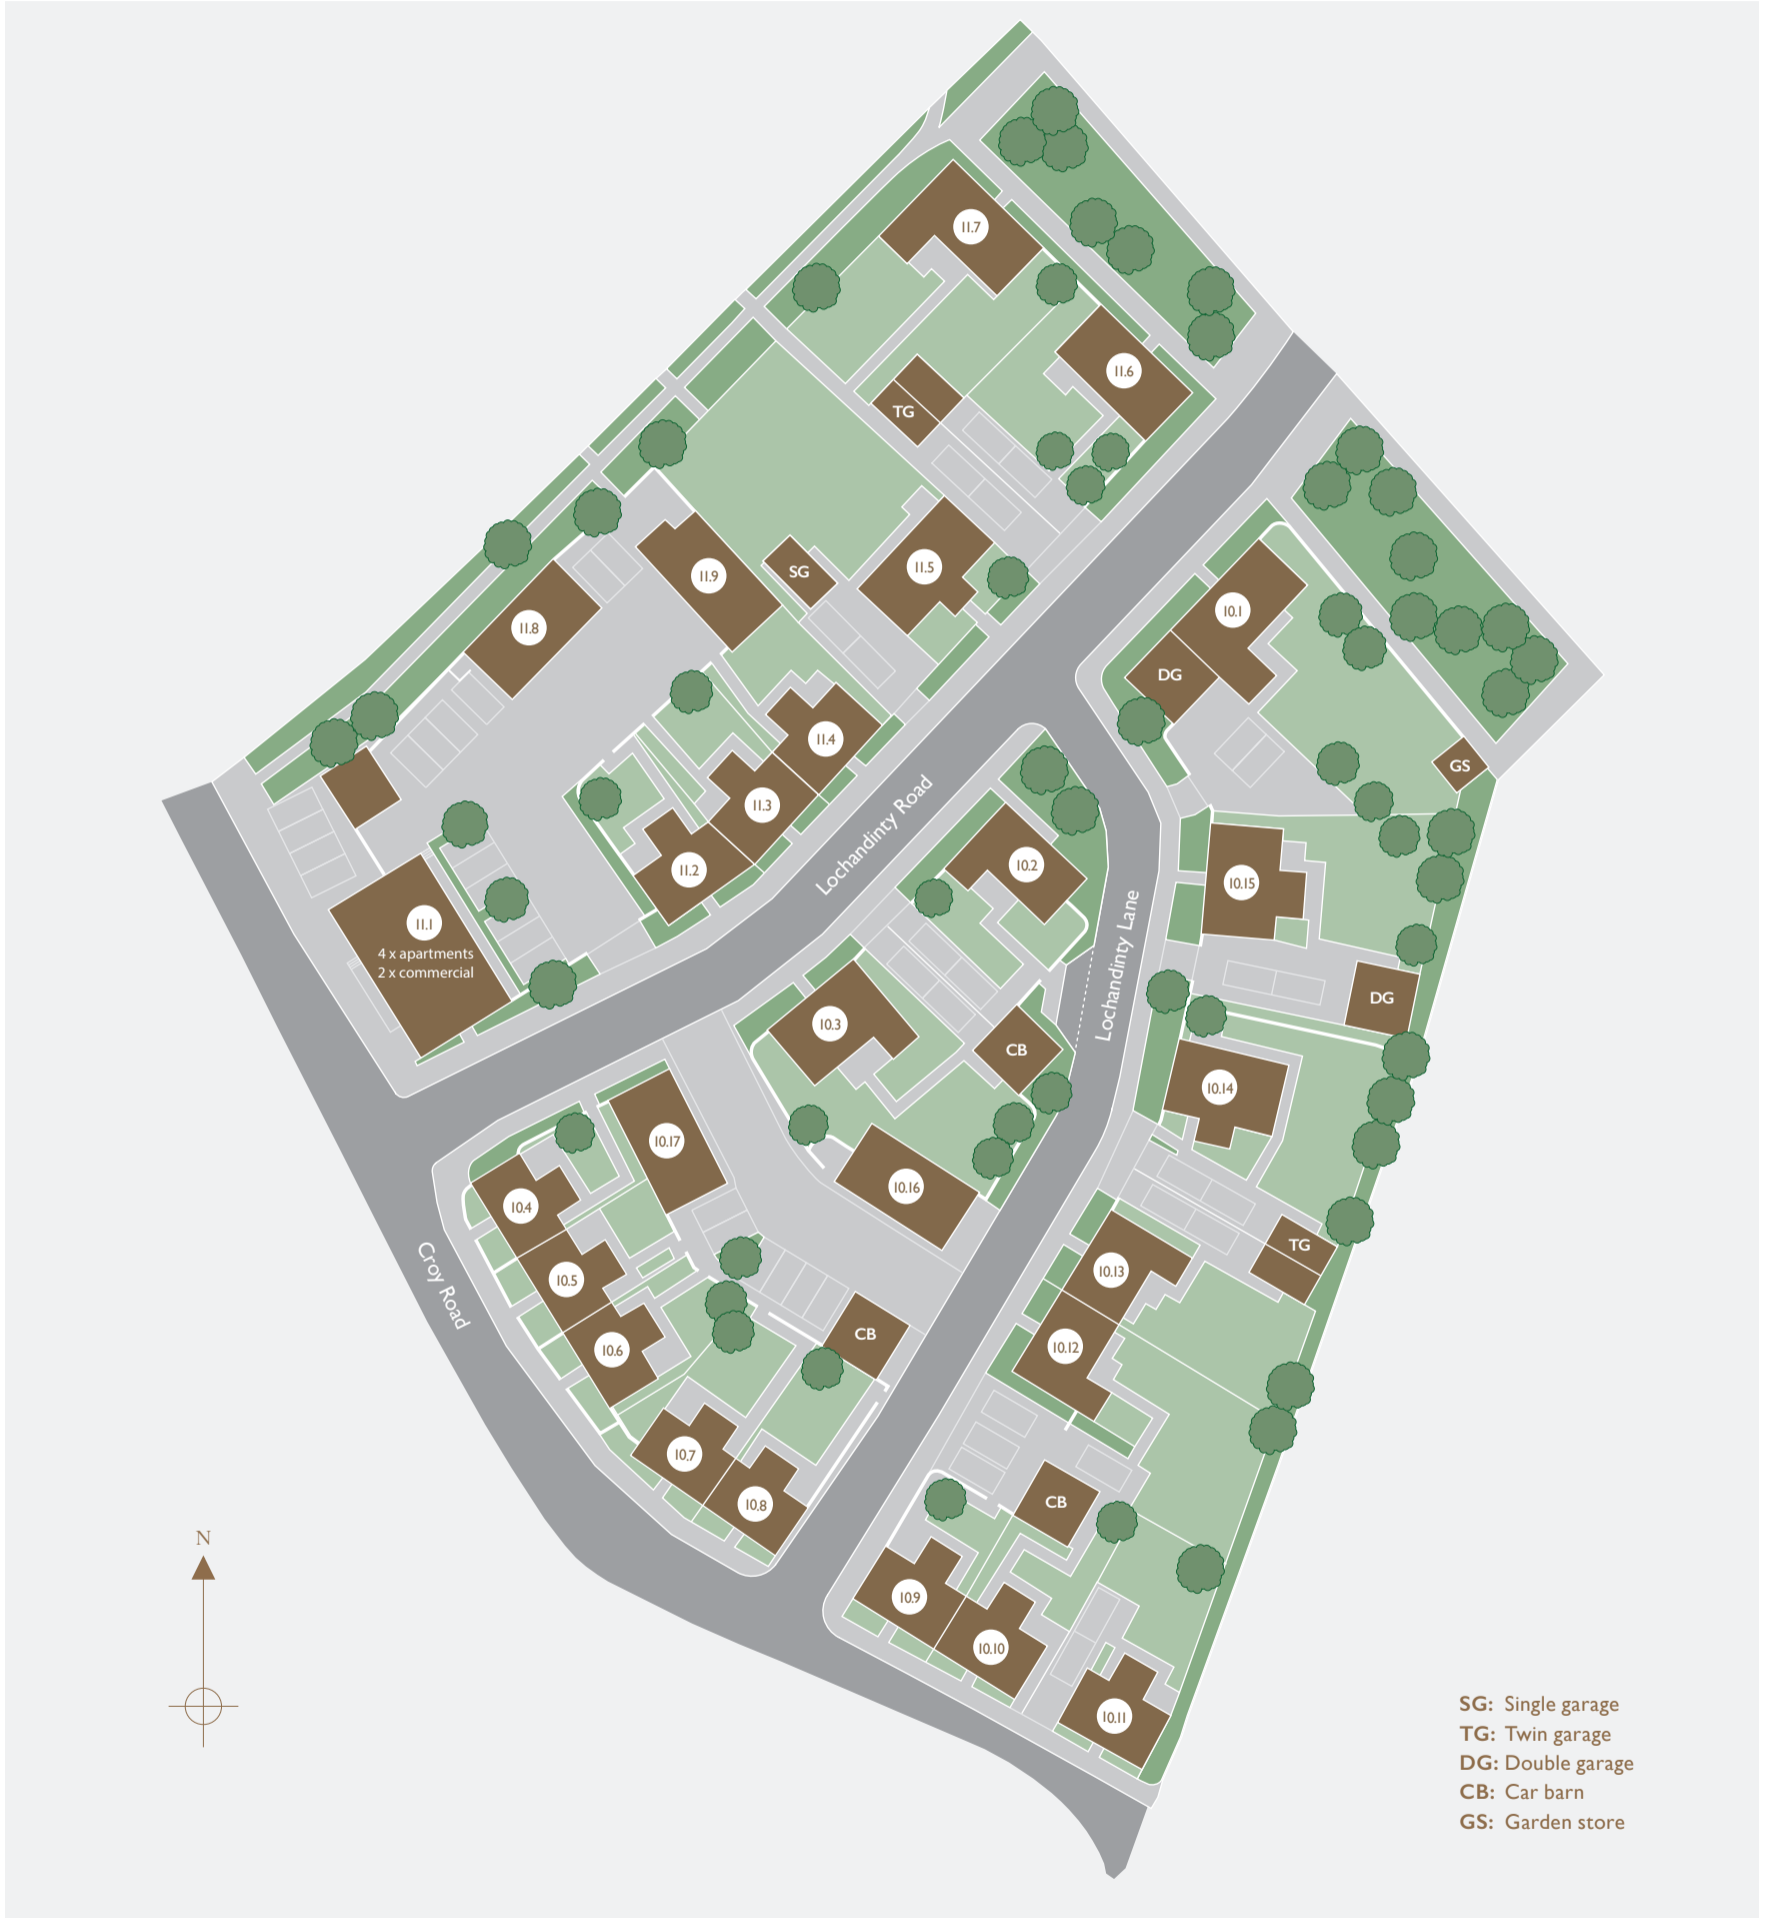 11.7
11.6
TG
11.5
11.9
SG
11.8
10.1
DG
11.4
GS
11.3
Lochandinty Road
11.2
10.2
10.15
11.1
4 x apartments
2 x commercial
Lochandinty Lane
DG
10.3
CB
10.14
10.17
10.16
10.4
TG
10.13
10.5
Croy Road
CB
10.12
10.6
10.7
10.8
CB
N
10.9
10.10
10.11
SG: Single garage
TG: Twin garage
DG: Double garage
CB: Car barn
GS: Garden store